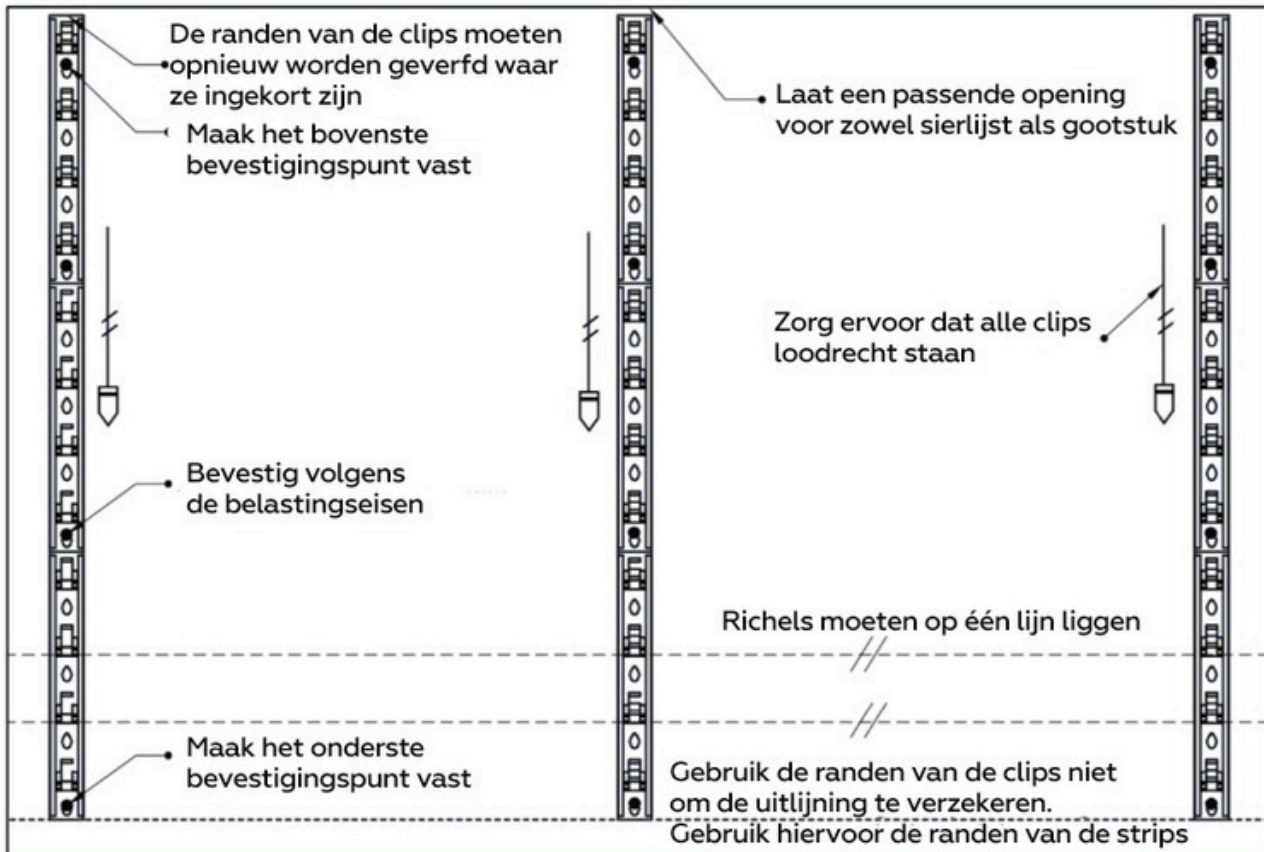 De randen van de clips moeten
opnieuw worden geverfd waar
ze ingekort zijn
Maak het bovenste
bevestigingspunt vast
Laat een passende opening
voor zowel sierlijst als gootstuk
Zorg ervoor dat alle clips
loodrecht staan
Bevestig volgens
de belastingseisen
Richels moeten op één lijn liggen
Maak het onderste
bevestigingspunt vast
Gebruik de randen van de clips niet
om de uitlijning te verzekeren.
Gebruik hiervoor de randen van de strips